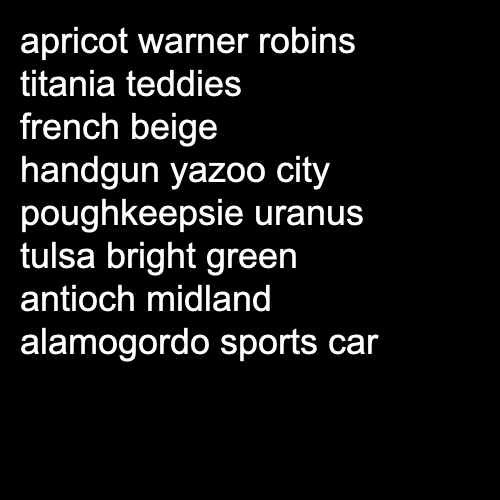 apricot warner robins
titania teddies
french beige
handgun yazoo city
poughkeepsie uranus
tulsa bright green
antioch midland
alamogordo sports car